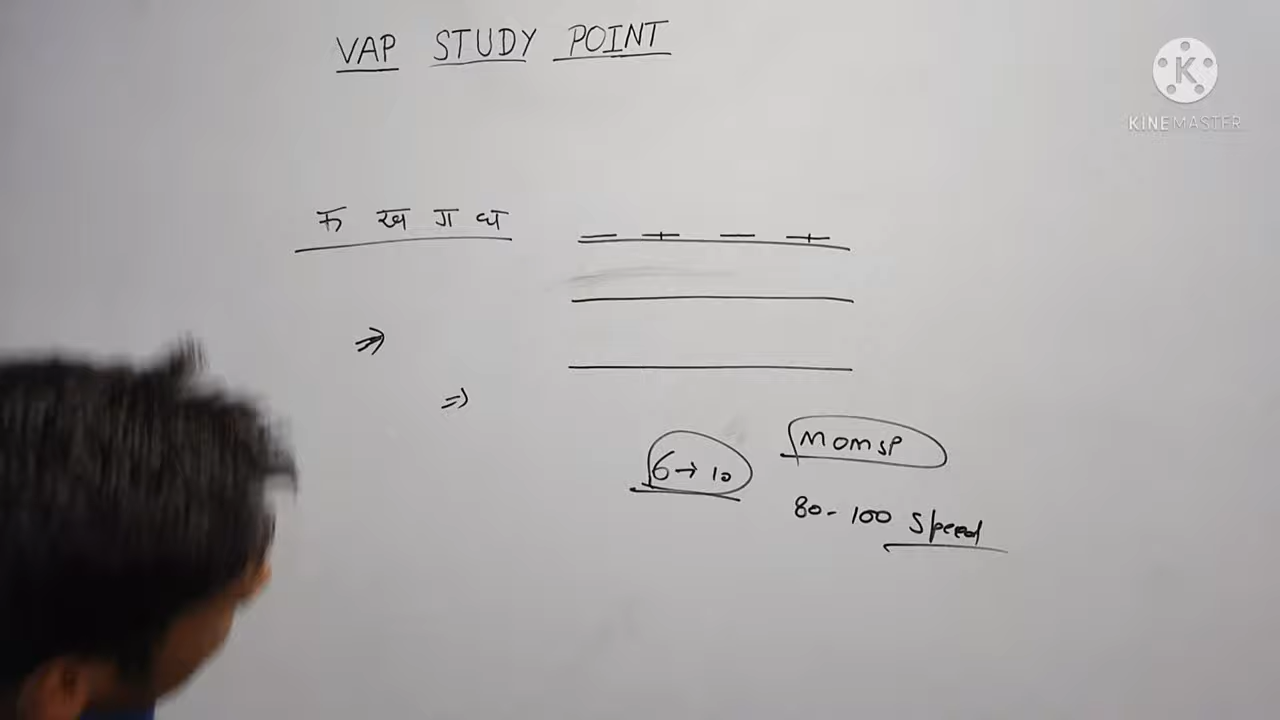 VAP STUDY POINT
K
KINEMASTER
क ख ग घ
MOMSP
6→10
80-100 Speed